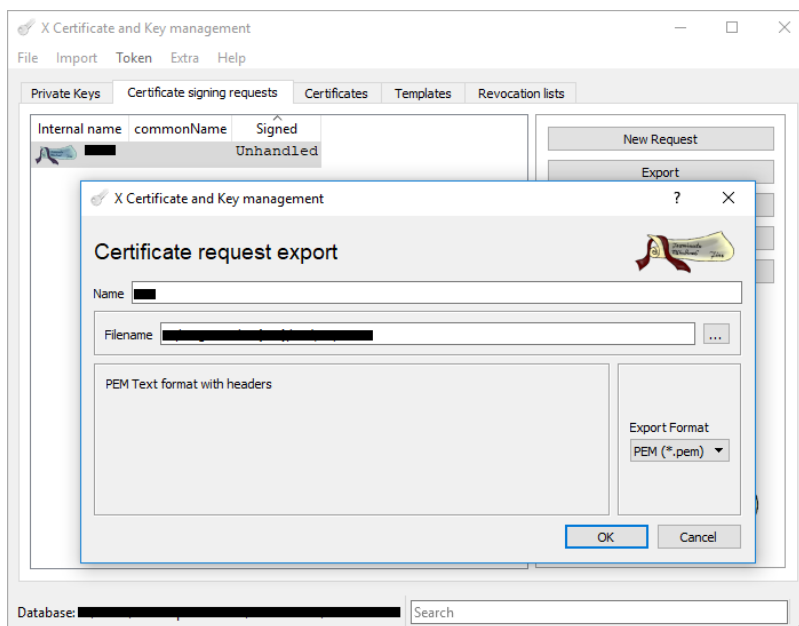 X Certificate and Key management
File Import Token Extra Help
Private Keys Certificate signing requests Certificates Templates Revocation lists
Internal name commonName Signed
Unhandled
New Request
Export
X Certificate and Key management
?
Certificate request export
Name
Filename
...
PEM Text format with headers
Export Format
PEM (*.pem)
OK Cancel
Database:
Search